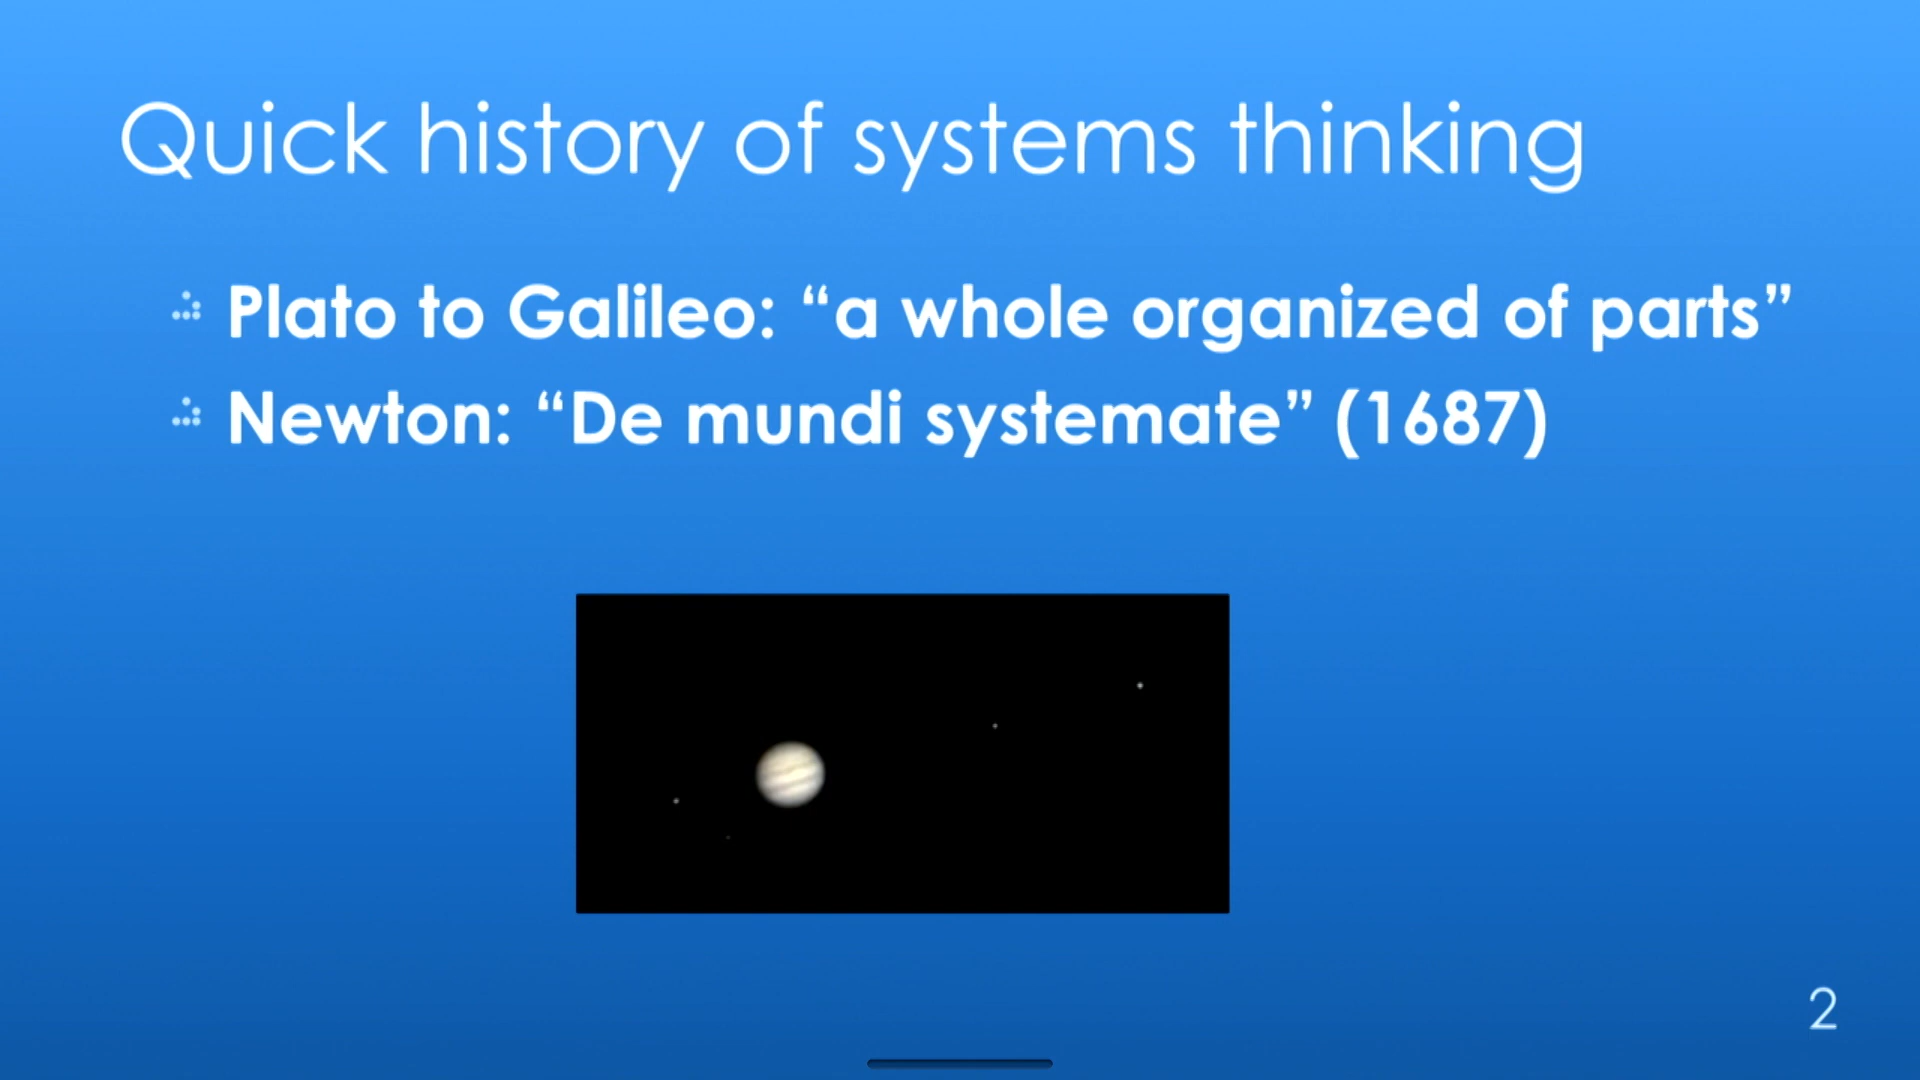 Quick history of systems thinking
Plato to Galileo: “a whole organized of parts”
Newton: “De mundi systemate” (1687)
2